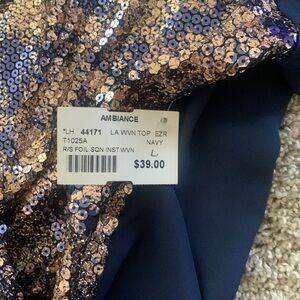 AMBIANCE
*LH 44171 LA WVN TOP EZR
T1025A NAVY
R/S FOIL SQN INST WVN L
$39.00